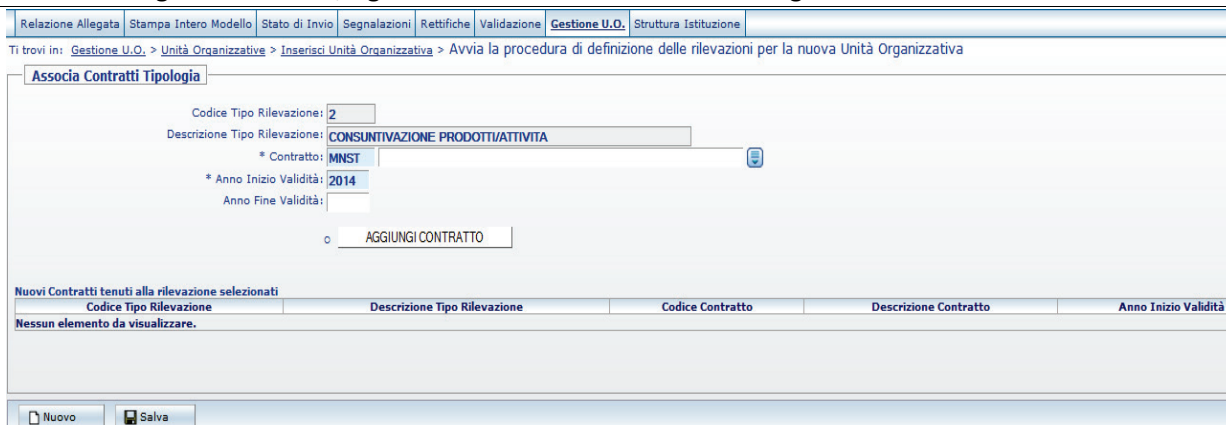 Relazione Allegata Stampa Intero Modello Stato di Invio Segnalazioni Rettifiche Validazione Gestione U.O. Struttura Istituzione
Ti trovi in: Gestione U.O. > Unità Organizzative > Inserisci Unità Organizzativa > Avvia la procedura di definizione delle rilevazioni per la nuova Unità Organizzativa
Associa Contratti Tipologia
Codice Tipo Rilevazione: 2
Descrizione Tipo Rilevazione: CONSUNTIVAZIONE PRODOTTI/ATTIVITA
* Contratto: MNST
* Anno Inizio Validità: 2014
Anno Fine Validità:
o AGGIUNGI CONTRATTO
Nuovi Contratti tenuti alla rilevazione selezionati
Codice Tipo Rilevazione Descrizione Tipo Rilevazione Codice Contratto Descrizione Contratto Anno Inizio Validità
Nessun elemento da visualizzare.
Nuovo Salva